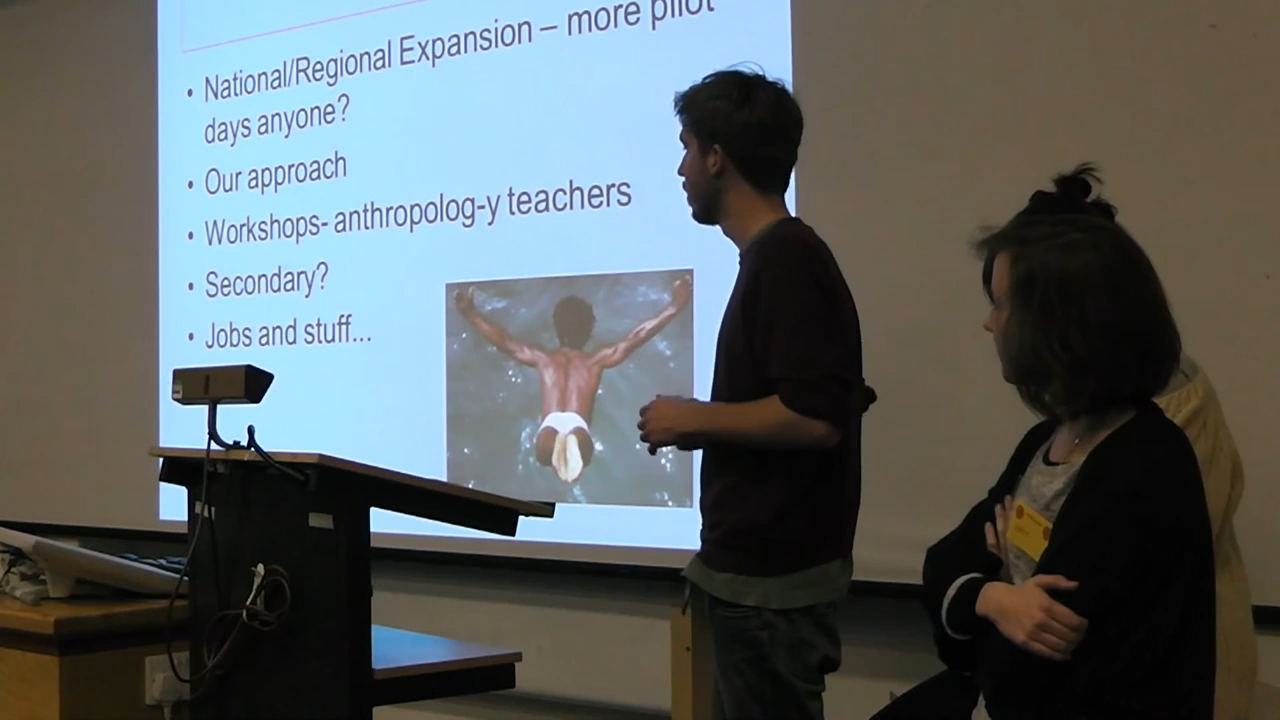 • National/Regional Expansion – more pilot
days anyone?
• Our approach
• Workshops- anthropolog-y teachers
• Secondary?
• Jobs and stuff...